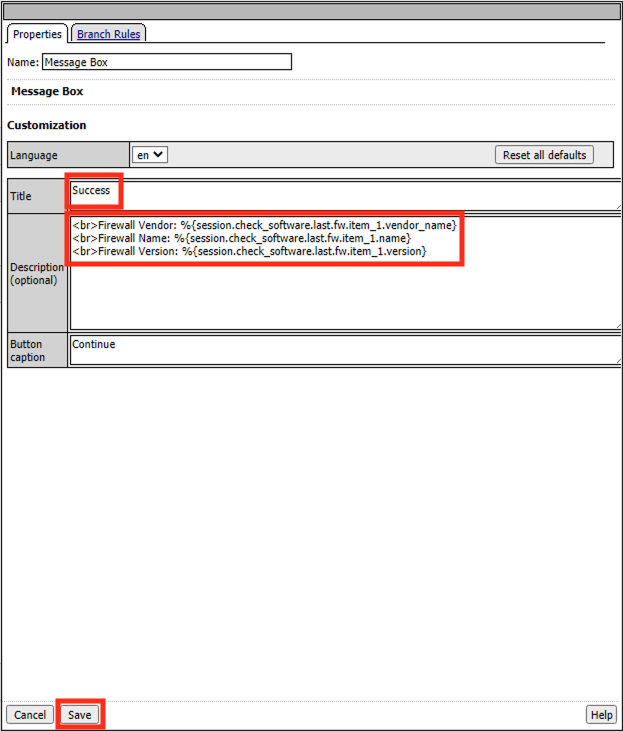 Properties
Branch Rules
Name: Message Box
Message Box
Customization
Language
en
Reset all defaults
Title
Success
Description
(optional)
<br>Firewall Vendor: %{session.check_software.last.fw.item_1.vendor_name}
<br>Firewall Name: %{session.check_software.last.fw.item_1.name}
<br>Firewall Version: %{session.check_software.last.fw.item_1.version}
Button
caption
Continue
Cancel
Save
Help